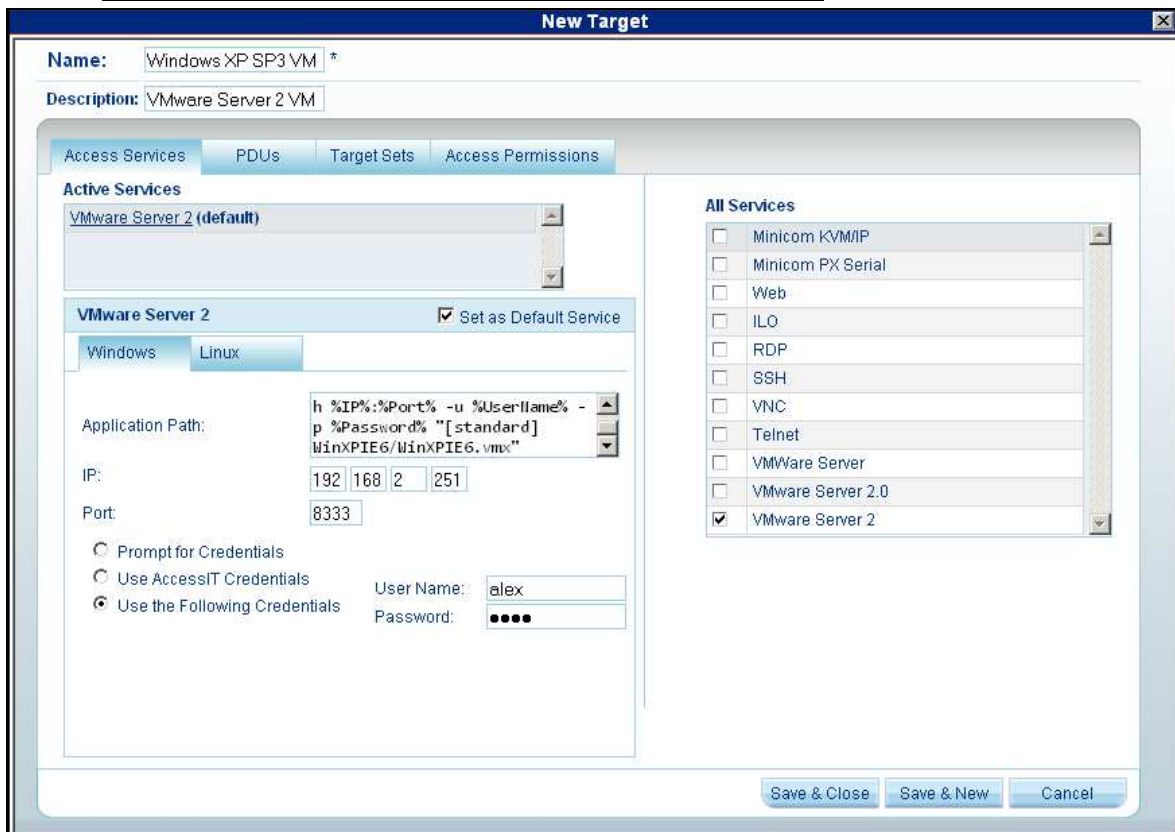 New Target
Name: Windows XP SP3 VM *
Description: VMware Server 2 VM
Access Services PDUs Target Sets Access Permissions
Active Services
VMware Server 2 (default)
VMware Server 2 Set as Default Service
Windows Linux
Application Path:
h %IP%:%Port% -u %UserName% -
p %Password% "[standard]
WinXPIE6/WinXPIE6.vmx"
IP: 192 168 2 251
Port: 8333
Prompt for Credentials
Use AccessIT Credentials
Use the Following Credentials
User Name: alex
Password: ••••
All Services
Minicom KVM/IP
Minicom PX Serial
Web
ILO
RDP
SSH
VNC
Telnet
VMWare Server
VMware Server 2.0
VMware Server 2
Save & Close Save & New Cancel